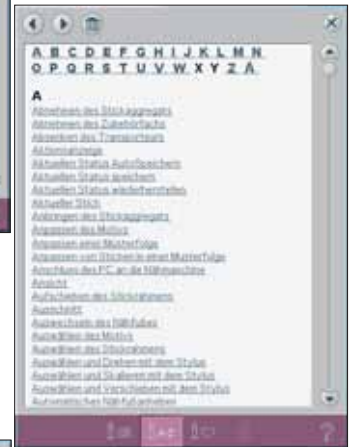 A B C D E F G H I J K L M N
O P Q R S T U V W X Y Z Ä
A
Abnehmen des Stickaggregats
Abnehmen des Zubehörfachs
Absenken des Transporteurs
Aktionsanzeige
Aktuellen Status AutoSpeichern
Aktuellen Status speichern
Aktuellen Status wiederherstellen
Aktueller Stich
Anbringen des Stickaggregats
Anpassen des Motivs
Anpassen einer Musterfolge
Anpassen von Stichen in einer Musterfolge
Anschluss des PC an die Nähmaschine
Ansicht
Aufschieben des Stickrahmens
Ausschnitt
Auswechseln des Nähfußes
Auswählen des Motivs
Auswählen des Stickrahmens
Auswählen und Drehen mit dem Stylus
Auswählen und Skalieren mit dem Stylus
Auswählen und Verschieben mit dem Stylus
Automatisches Nähfußanheben
?